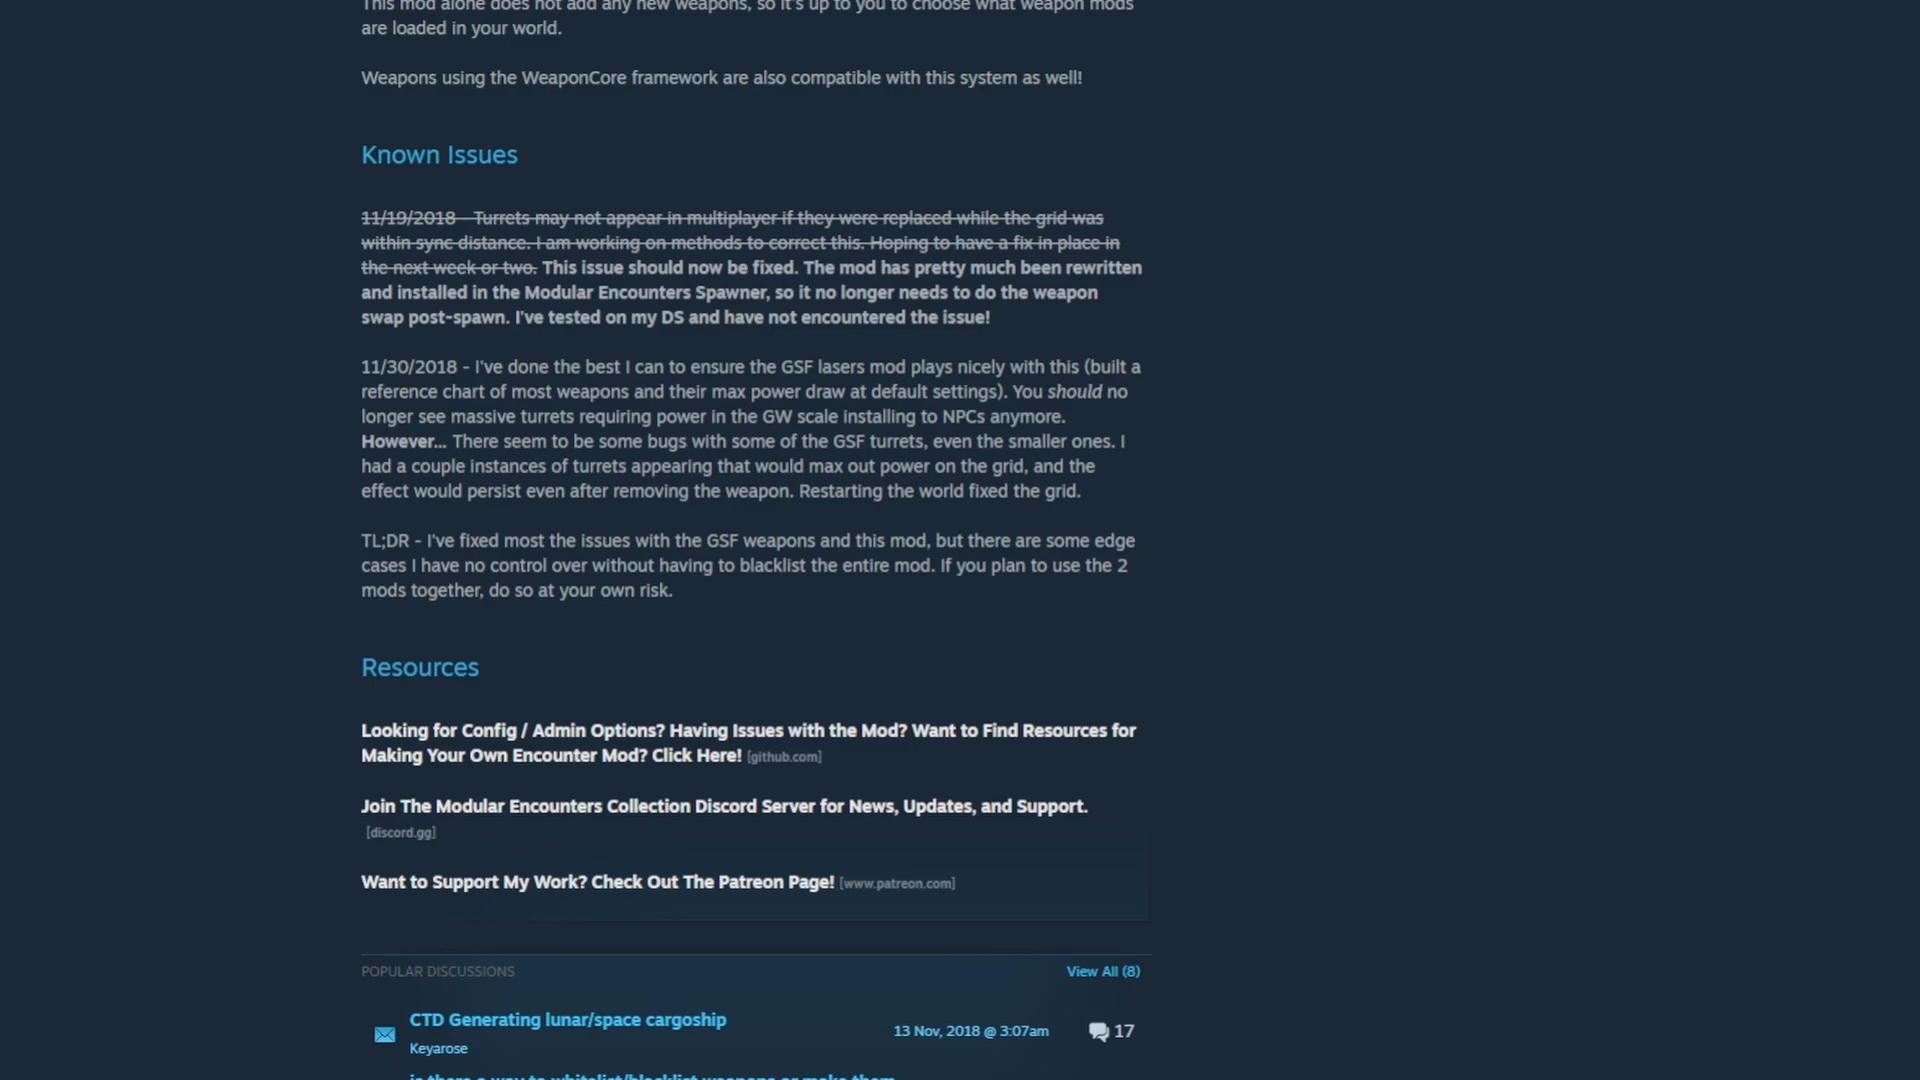 This mod alone does not add any new weapons, so it's up to you to choose what weapon mods
are loaded in your world.
Weapons using the WeaponCore framework are also compatible with this system as well!
Known Issues
11/19/2018 - Turrets may not appear in multiplayer if they were replaced while the grid was
within sync distance. I am working on methods to correct this. Hoping to have a fix in place in
the next week or two. This issue should now be fixed. The mod has pretty much been rewritten
and installed in the Modular Encounters Spawner, so it no longer needs to do the weapon
swap post-spawn. I've tested on my DS and have not encountered the issue!
11/30/2018 - I've done the best I can to ensure the GSF lasers mod plays nicely with this (built a
reference chart of most weapons and their max power draw at default settings). You should no
longer see massive turrets requiring power in the GW scale installing to NPCs anymore.
However... There seem to be some bugs with some of the GSF turrets, even the smaller ones. I
had a couple instances of turrets appearing that would max out power on the grid, and the
effect would persist even after removing the weapon. Restarting the world fixed the grid.
TL;DR - I've fixed most the issues with the GSF weapons and this mod, but there are some edge
cases I have no control over without having to blacklist the entire mod. If you plan to use the 2
mods together, do so at your own risk.
Resources
Looking for Config / Admin Options? Having Issues with the Mod? Want to Find Resources for
Making Your Own Encounter Mod? Click Here! [github.com]
Join The Modular Encounters Collection Discord Server for News, Updates, and Support.
[discord.gg]
Want to Support My Work? Check Out The Patreon Page! [www.patreon.com]
POPULAR DISCUSSIONS View All (8)
CTD Generating lunar/space cargoship 13 Nov, 2018 @ 3:07am 17
Keyarose
is there a way to whitelist/blacklist weapons or make them